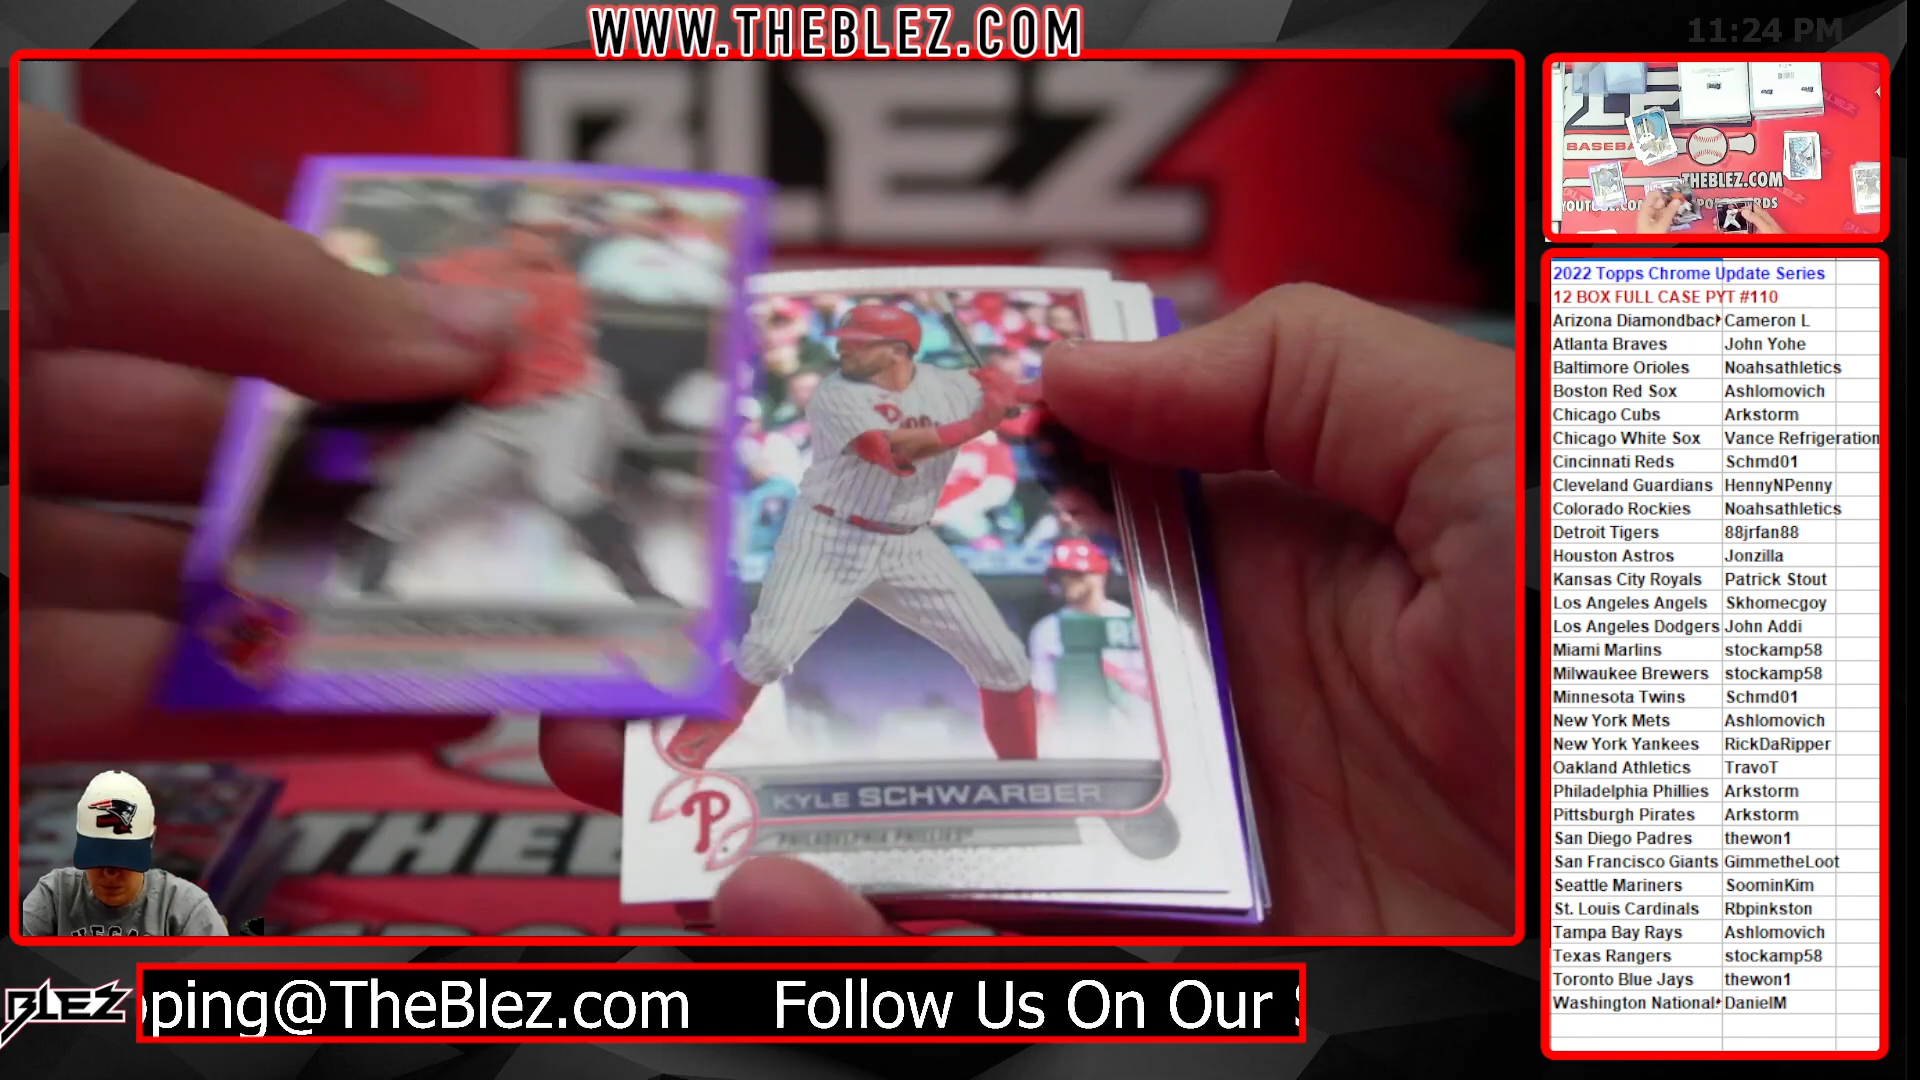 WWW.THEBLEZ.COM
11:24 PM
BLEZ
KYLE SCHWARBER
PHILADELPHIA PHILLIES
P
THEBLEZ.COM
2022 Topps Chrome Update Series
12 BOX FULL CASE PYT #110
Arizona Diamondbac Cameron L
Atlanta Braves John Yohe
Baltimore Orioles Noahsathletics
Boston Red Sox Ashlomovich
Chicago Cubs Arkstorm
Chicago White Sox Vance Refrigeration
Cincinnati Reds Schmd01
Cleveland Guardians HennyNPenny
Colorado Rockies Noahsathletics
Detroit Tigers 88jrfan88
Houston Astros Jonzilla
Kansas City Royals Patrick Stout
Los Angeles Angels Skhomecgoy
Los Angeles Dodgers John Addi
Miami Marlins stockamp58
Milwaukee Brewers stockamp58
Minnesota Twins Schmd01
New York Mets Ashlomovich
New York Yankees RickDaRipper
Oakland Athletics TravoT
Philadelphia Phillies Arkstorm
Pittsburgh Pirates Arkstorm
San Diego Padres thewon1
San Francisco Giants GimmetheLoot
Seattle Mariners SoominKim
St. Louis Cardinals Rbpinkston
Tampa Bay Rays Ashlomovich
Texas Rangers stockamp58
Toronto Blue Jays thewon1
Washington National DanielM
BLEZ
pping@TheBlez.com Follow Us On Our